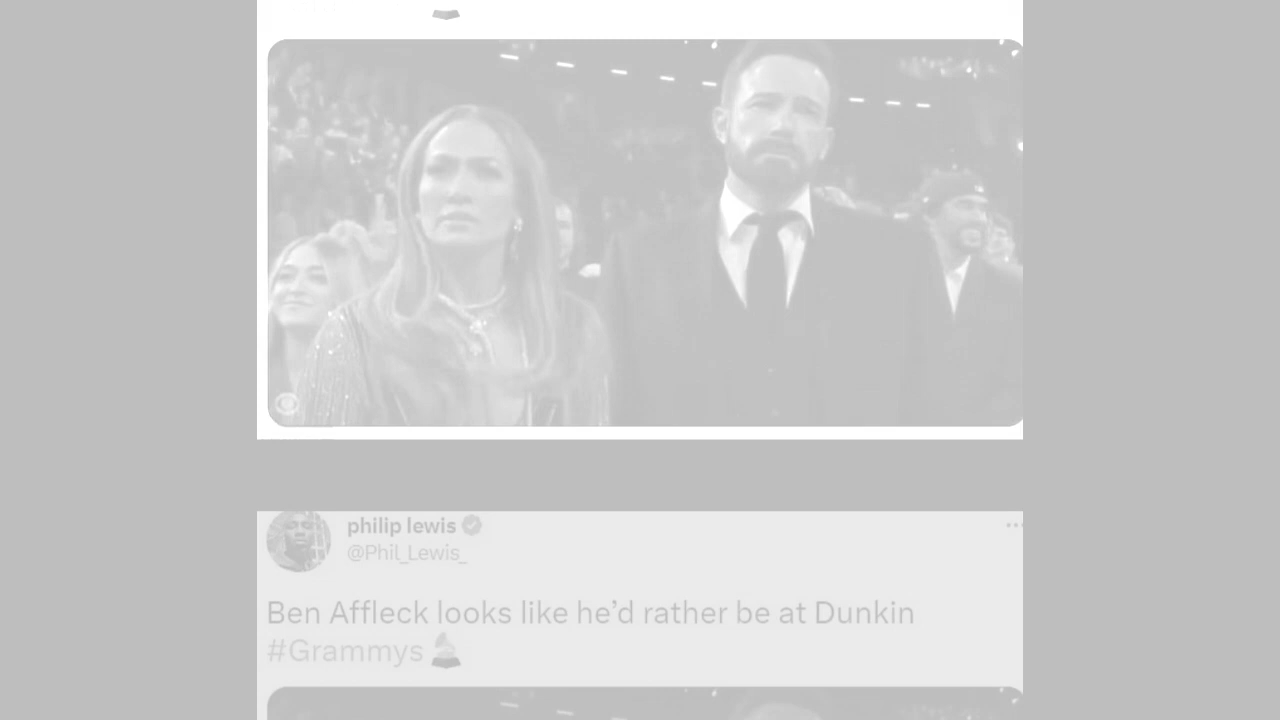 philip lewis
@Phil_Lewis_
Ben Affleck looks like he’d rather be at Dunkin
#Grammys